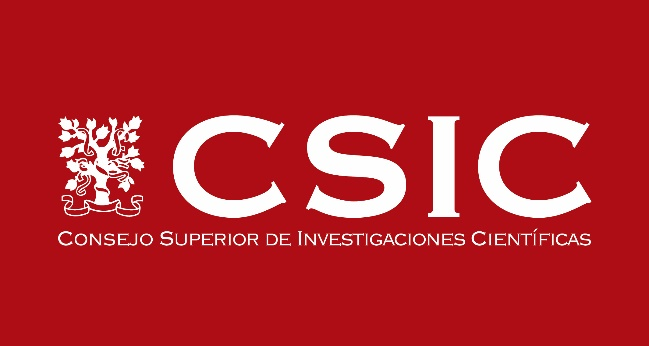 CSIC
CONSEJO SUPERIOR DE INVESTIGACIONES CIENTÍFICAS